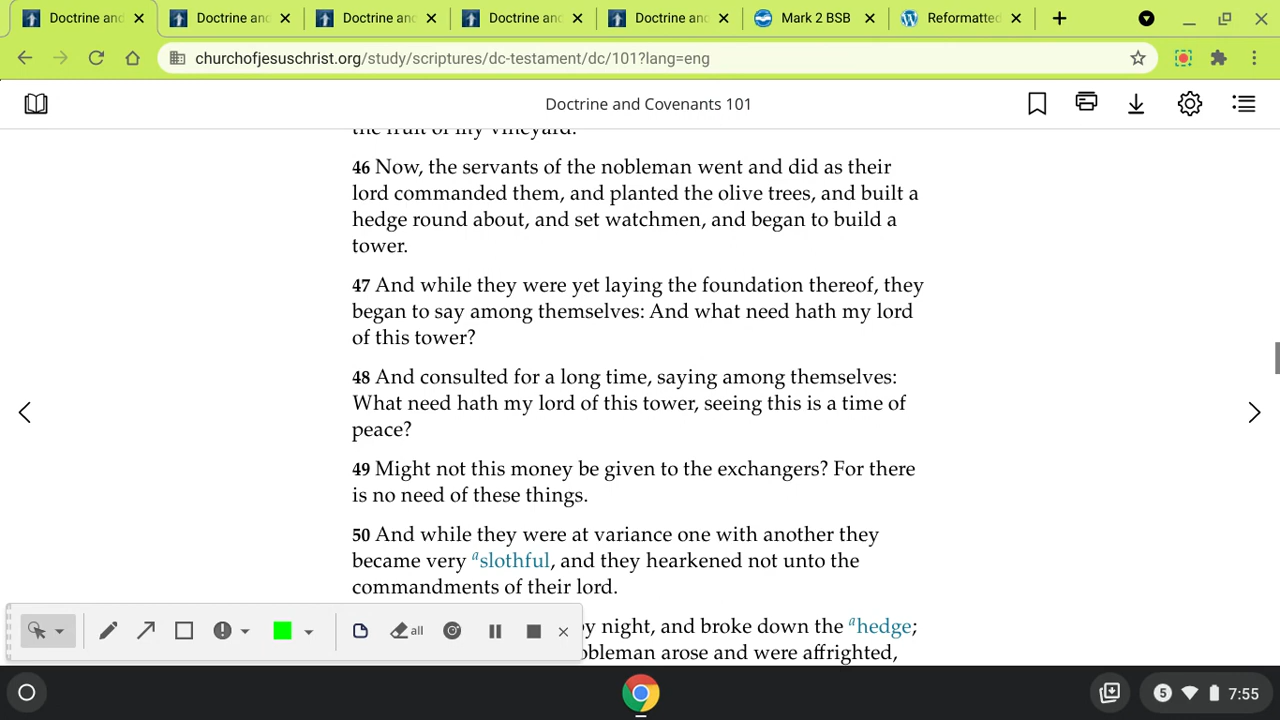 Doctrine and
Doctrine and
Doctrine and
Doctrine and
Doctrine and
Mark 2 BSB
Reformatted
churchofjesuschrist.org/study/scriptures/dc-testament/dc/101?lang=eng
Doctrine and Covenants 101
the fruit of my vineyard.
46 Now, the servants of the nobleman went and did as their
lord commanded them, and planted the olive trees, and built a
hedge round about, and set watchmen, and began to build a
tower.
47 And while they were yet laying the foundation thereof, they
began to say among themselves: And what need hath my lord
of this tower?
48 And consulted for a long time, saying among themselves:
What need hath my lord of this tower, seeing this is a time of
peace?
49 Might not this money be given to the exchangers? For there
is no need of these things.
50 And while they were at variance one with another they
became very aslothful, and they hearkened not unto the
commandments of their lord.
by night, and broke down the ahedge;
obleman arose and were affrighted,
all
5
7:55